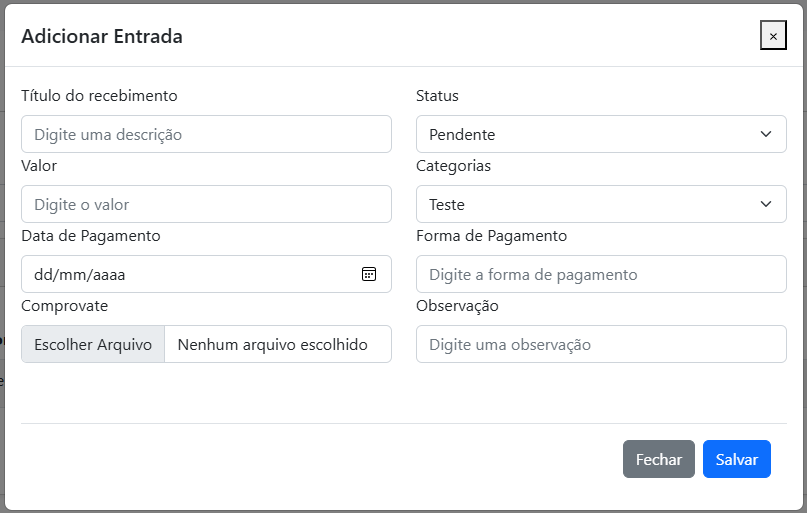 Adicionar Entrada
×
Título do recebimento
Status
Digite uma descrição
Pendente
Valor
Categorias
Digite o valor
Teste
Data de Pagamento
Forma de Pagamento
dd/mm/aaaa
Digite a forma de pagamento
Comprovate
Observação
Escolher Arquivo Nenhum arquivo escolhido
Digite uma observação
Fechar
Salvar